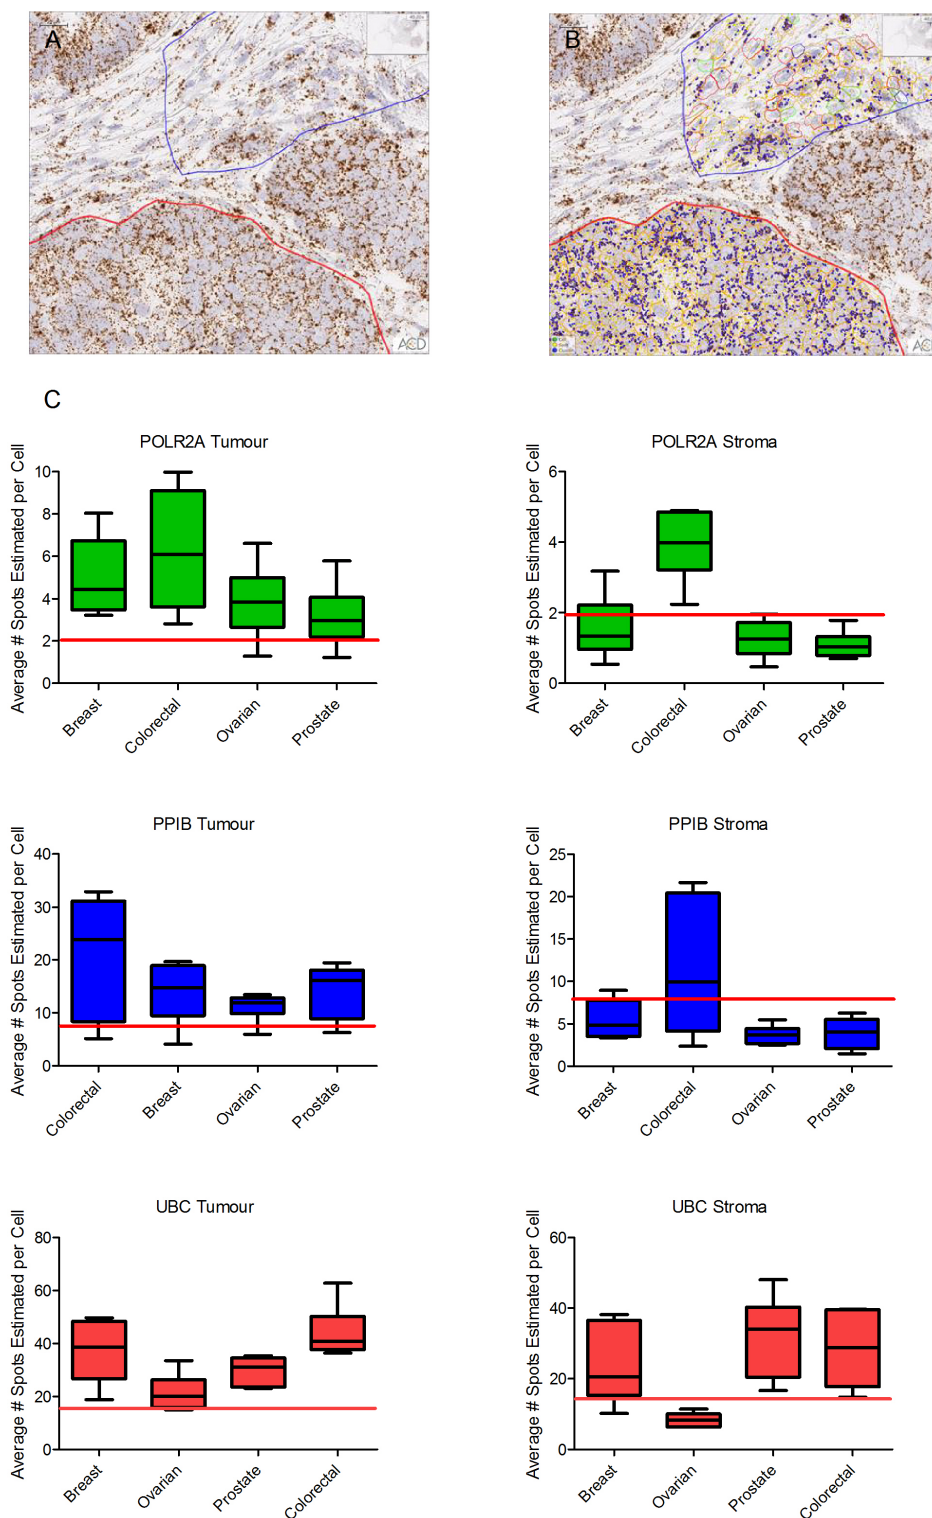 A
B
ACD
AC
C
POLR2A Tumour
Average # Spots Estimated per Cell
10
8
6
4
2
0
Breast
Colorectal
Ovarian
Prostate
POLR2A Stroma
Average # Spots Estimated per Cell
6
4
2
0
Breast
Colorectal
Ovarian
Prostate
PPIB Tumour
Average # Spots Estimated per Cell
40
30
20
10
0
Colorectal
Breast
Ovarian
Prostate
PPIB Stroma
Average # Spots Estimated per Cell
25
20
15
10
5
0
Breast
Colorectal
Ovarian
Prostate
UBC Tumour
Average # Spots Estimated per Cell
80
60
40
20
0
Breast
Ovarian
Prostate
Colorectal
UBC Stroma
Average # Spots Estimated per Cell
60
40
20
0
Breast
Ovarian
Prostate
Colorectal